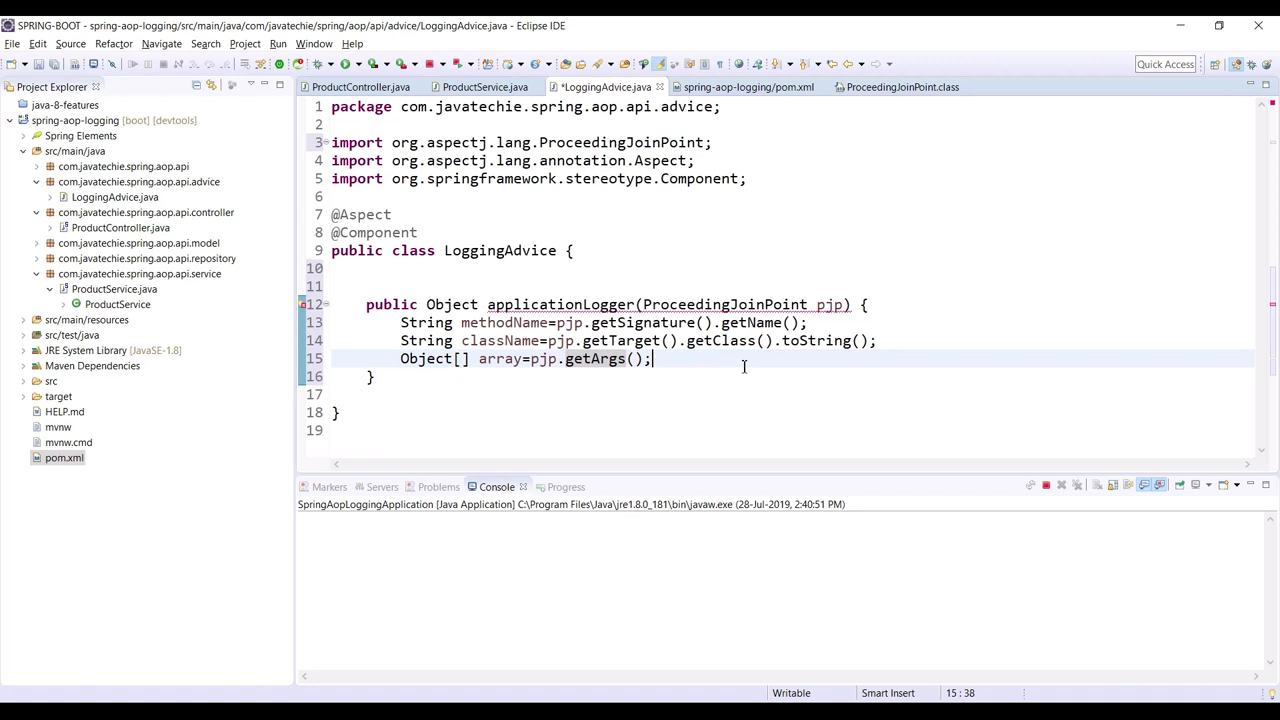 SPRING-BOOT - spring-aop-logging/src/main/java/com/javatechie/spring/aop/api/advice/LoggingAdvice.java - Eclipse IDE
File Edit Source Refactor Navigate Search Project Run Window Help
Quick Access
Project Explorer
java-8-features
spring-aop-logging [boot] [devtools]
Spring Elements
src/main/java
com.javatechie.spring.aop.api
com.javatechie.spring.aop.api.advice
LoggingAdvice.java
com.javatechie.spring.aop.api.controller
ProductController.java
com.javatechie.spring.aop.api.model
com.javatechie.spring.aop.api.repository
com.javatechie.spring.aop.api.service
ProductService.java
ProductService
src/main/resources
src/test/java
JRE System Library [JavaSE-1.8]
Maven Dependencies
src
target
HELP.md
mvnw
mvnw.cmd
pom.xml
ProductController.java ProductService.java *LoggingAdvice.java spring-aop-logging/pom.xml ProceedingJoinPoint.class
1 package com.javatechie.spring.aop.api.advice;
2
3 import org.aspectj.lang.ProceedingJoinPoint;
4 import org.aspectj.lang.annotation.Aspect;
5 import org.springframework.stereotype.Component;
6
7 @Aspect
8 @Component
9 public class LoggingAdvice {
10
11
12 public Object applicationLogger(ProceedingJoinPoint pjp) {
13 String methodName=pjp.getSignature().getName();
14 String className=pjp.getTarget().getClass().toString();
15 Object[] array=pjp.getArgs();
16 }
17
18 }
19
Markers Servers Problems Console Progress
SpringAopLoggingApplication [Java Application] C:\Program Files\Java\jre1.8.0_181\bin\javaw.exe (28-Jul-2019, 2:40:51 PM)
Writable Smart Insert 15 : 38